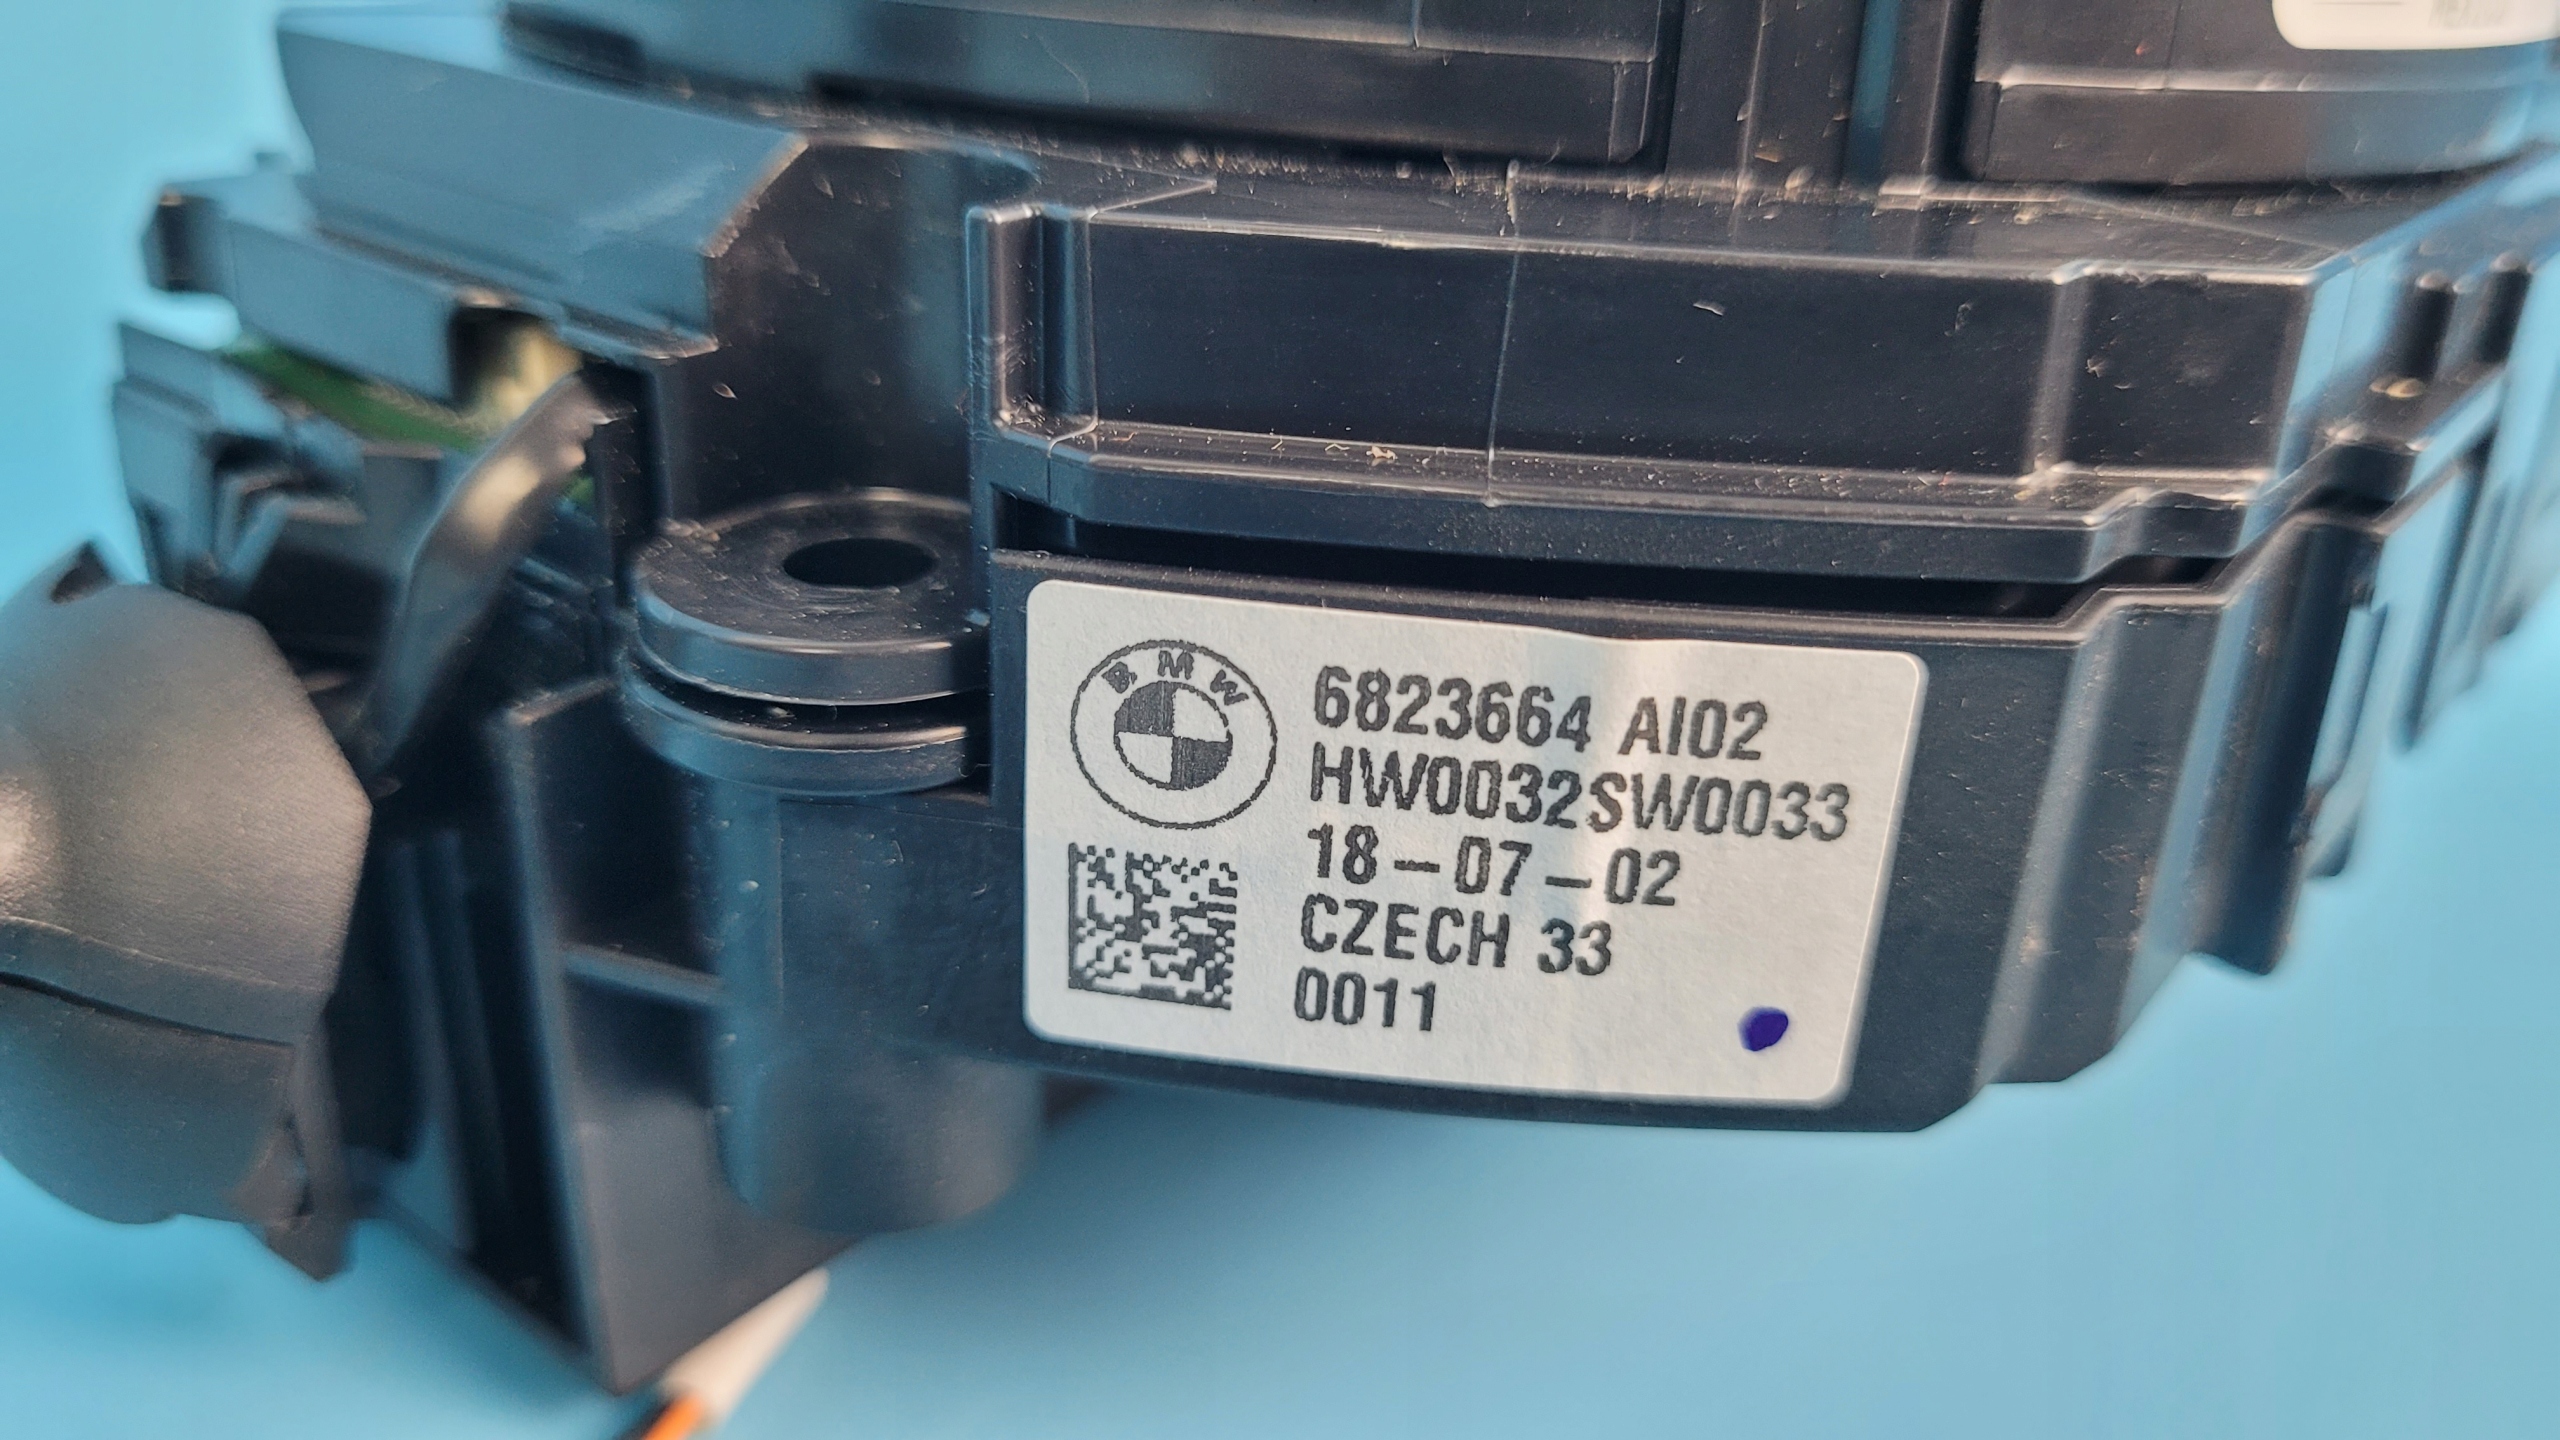 BMW
6823664 AI02
HW0032SW0033
18-07-02
CZECH 33
0011